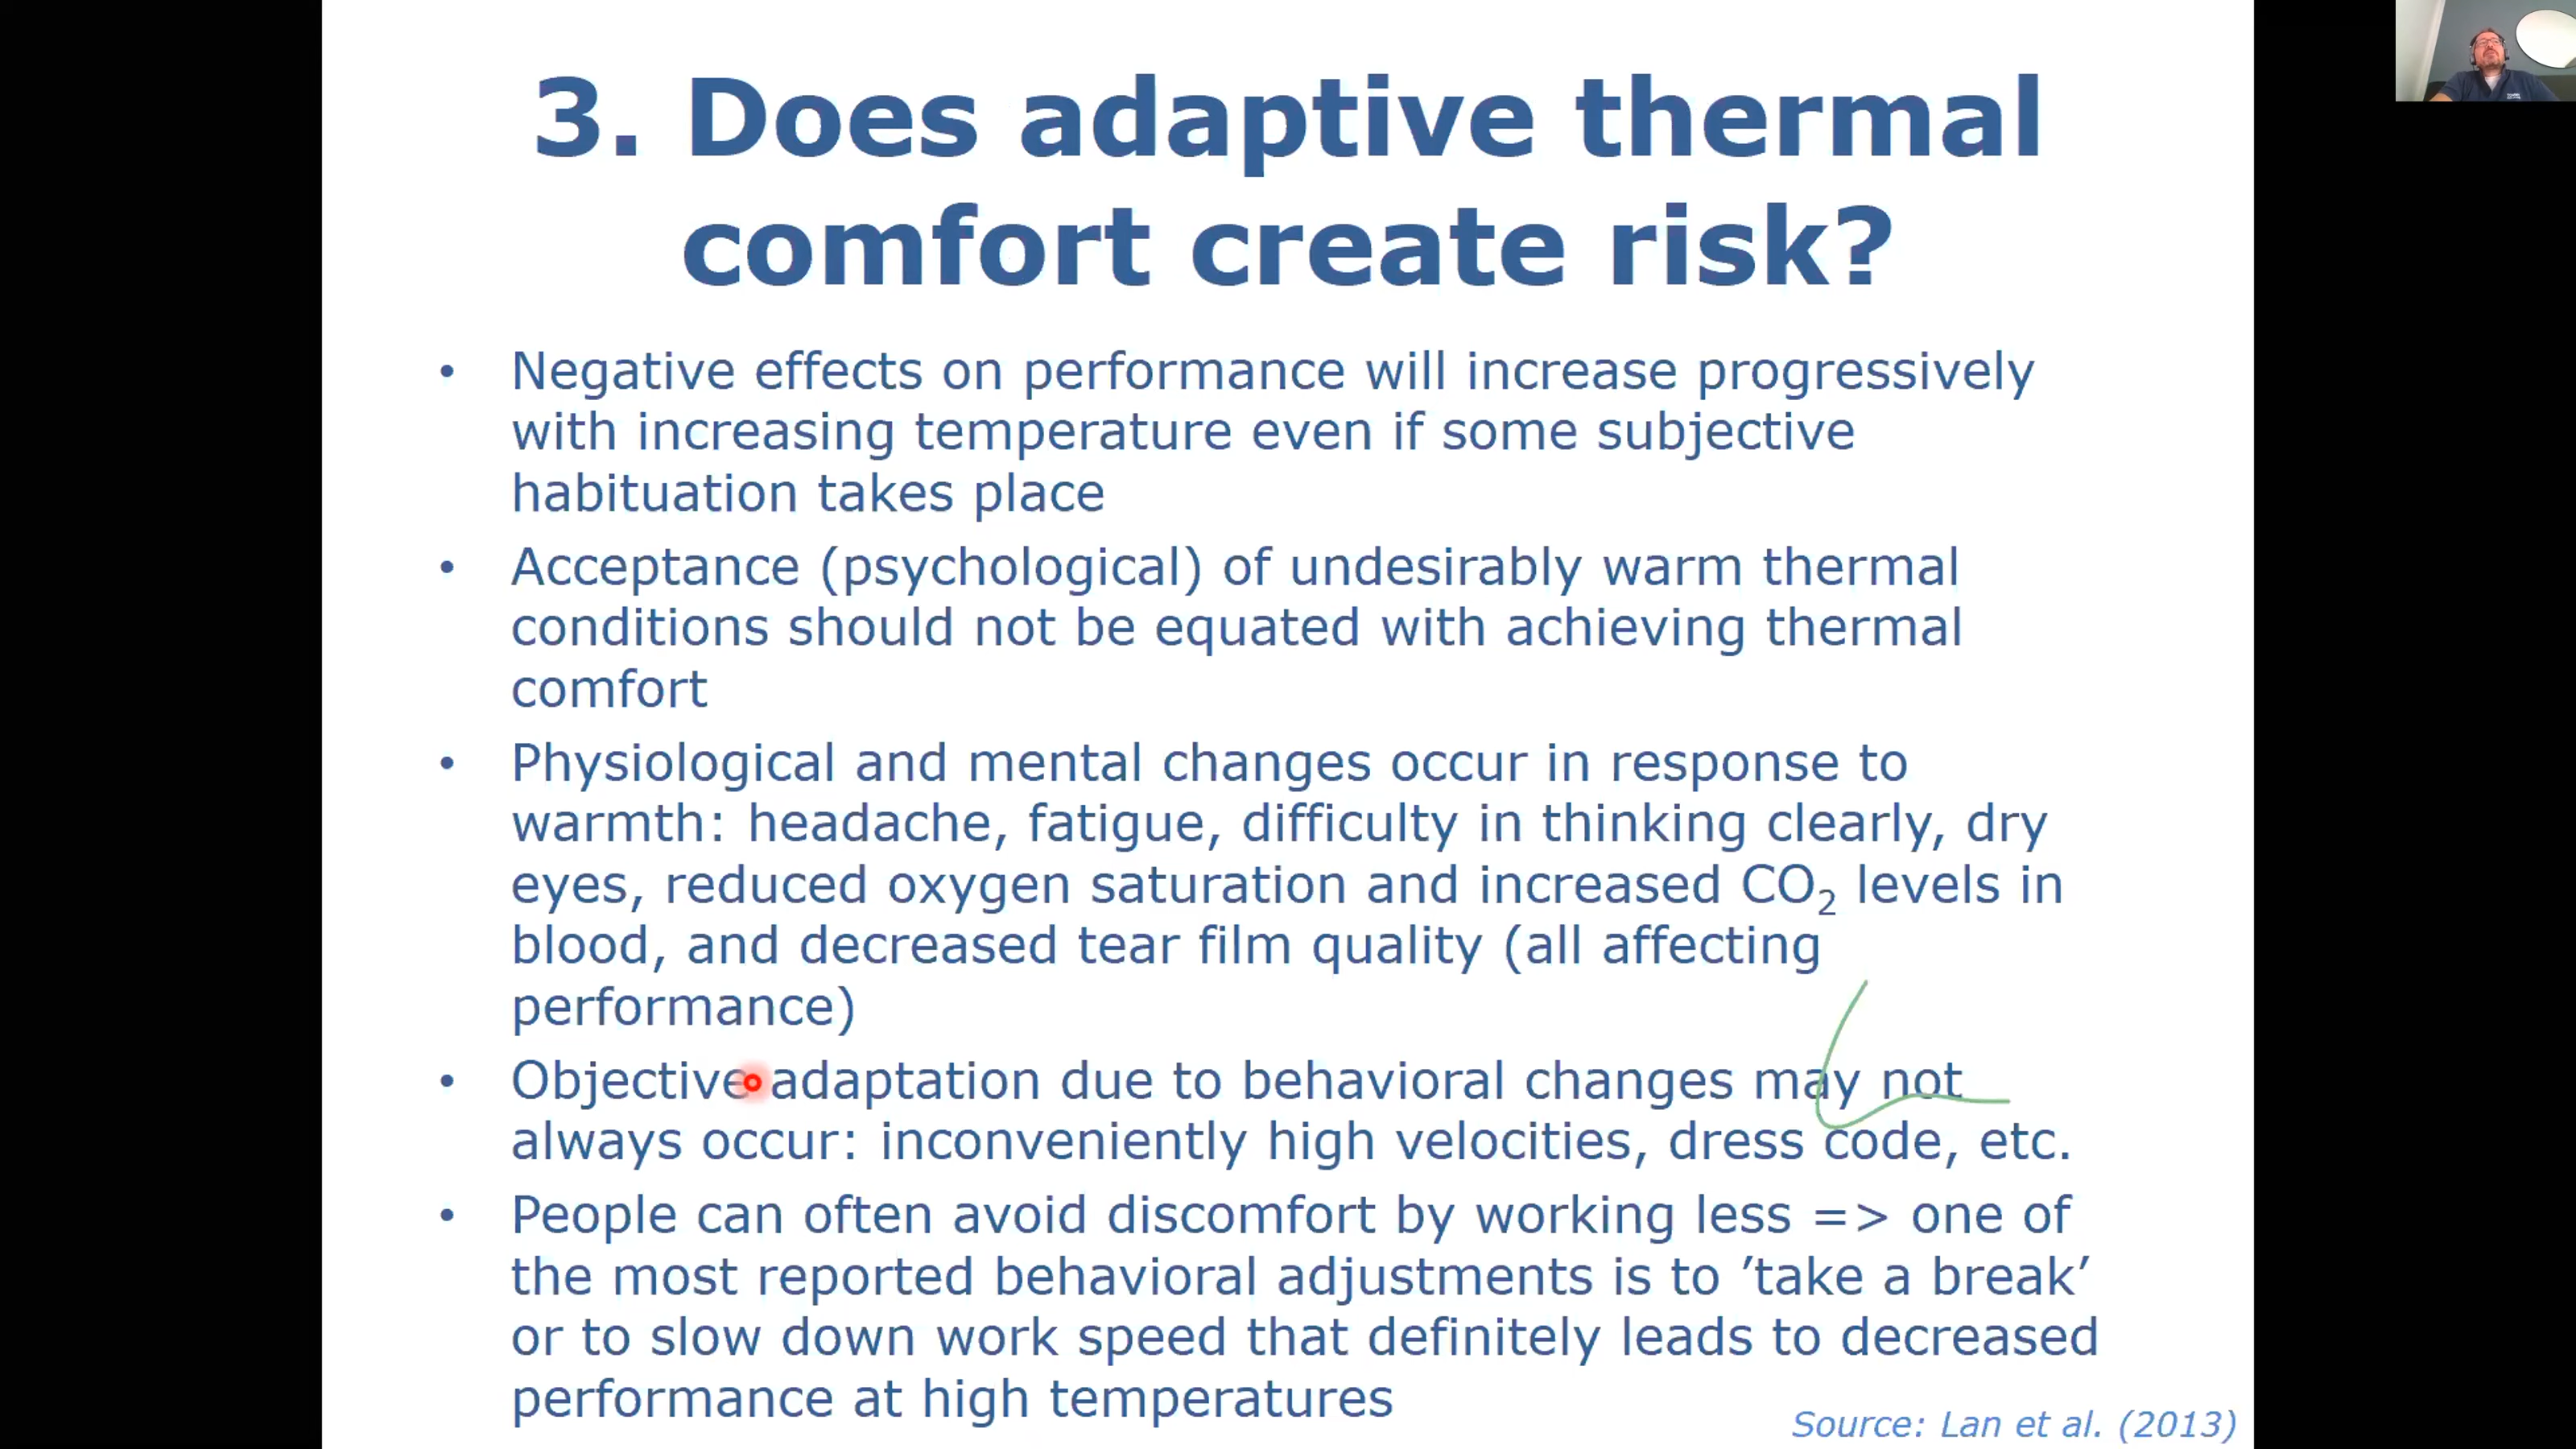 3. Does adaptive thermal
comfort create risk?
• Negative effects on performance will increase progressively
with increasing temperature even if some subjective
habituation takes place
• Acceptance (psychological) of undesirably warm thermal
conditions should not be equated with achieving thermal
comfort
• Physiological and mental changes occur in response to
warmth: headache, fatigue, difficulty in thinking clearly, dry
eyes, reduced oxygen saturation and increased CO₂ levels in
blood, and decreased tear film quality (all affecting
performance)
• Objective adaptation due to behavioral changes may not
always occur: inconveniently high velocities, dress code, etc.
• People can often avoid discomfort by working less => one of
the most reported behavioral adjustments is to ’take a break’
or to slow down work speed that definitely leads to decreased
performance at high temperatures
Source: Lan et al. (2013)